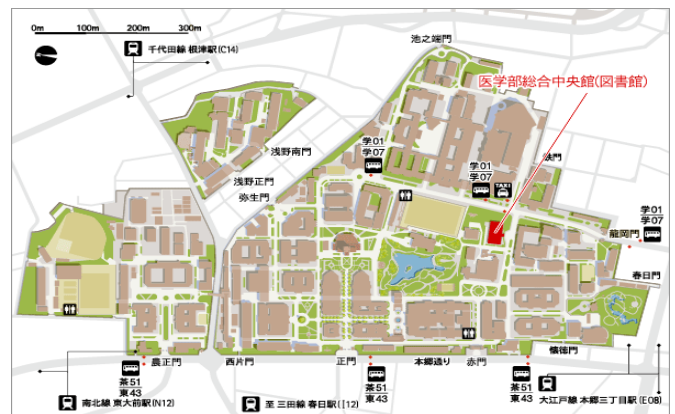 0m 100m 200m 300m
千代田線 根津駅(C14)
池之端門
医学部総合中央館(図書館)
浅野南門
学01
学07
学01
学07
TAXI
鉄門
浅野正門
弥生門
学01
学07
龍岡門
春日門
農正門
西片門
正門
本郷通り
赤門
懐徳門
茶51
東43
茶51
東43
茶51
東43
南北線 東大前駅(N12)
至 三田線 春日駅(I12)
大江戸線 本郷三丁目駅(E08)